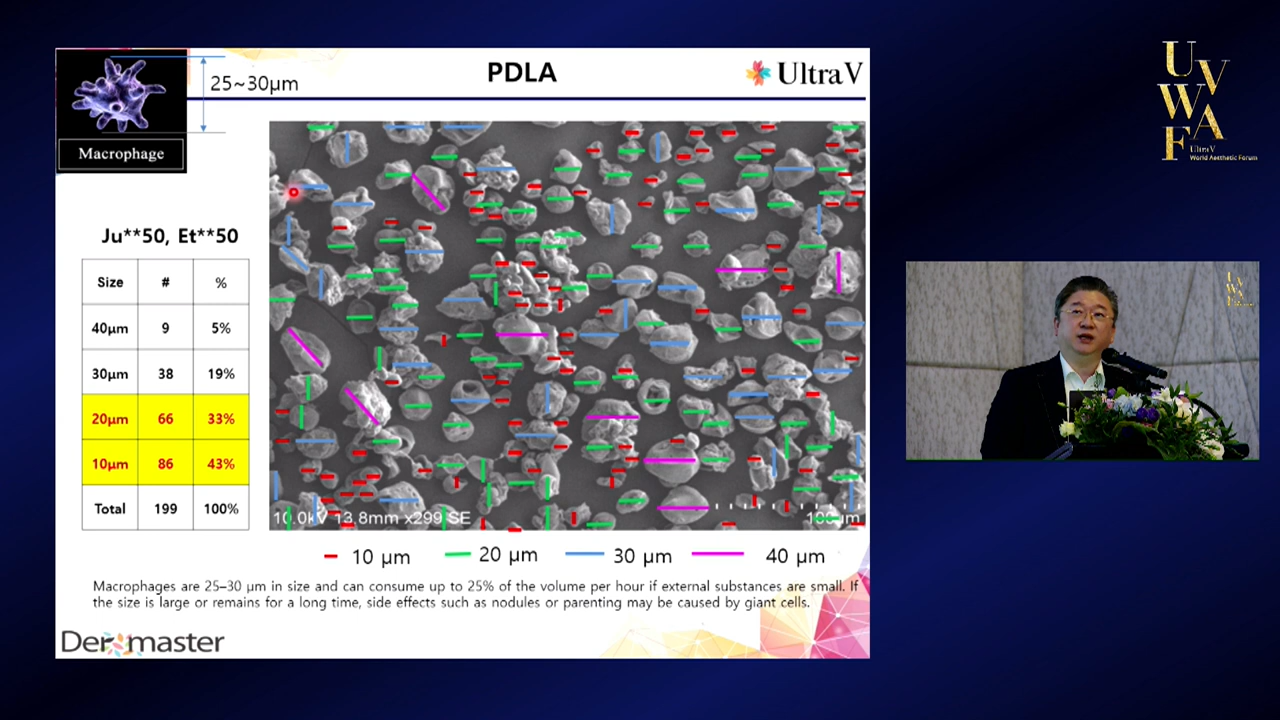 25~30μm
PDLA
UltraV
Macrophage
Ju**50, Et**50
Size # %
40μm 9 5%
30μm 38 19%
20μm 66 33%
10μm 86 43%
Total 199 100%
10.0kV 13.8mm x299 SE
100μm
10 μm 20 μm 30 μm 40 μm
Macrophages are 25–30 μm in size and can consume up to 25% of the volume per hour if external substances are small. If
the size is large or remains for a long time, side effects such as nodules or parenting may be caused by giant cells.
Dermaster
UVWAF
UltraV
World Aesthetic Forum
UVWAF